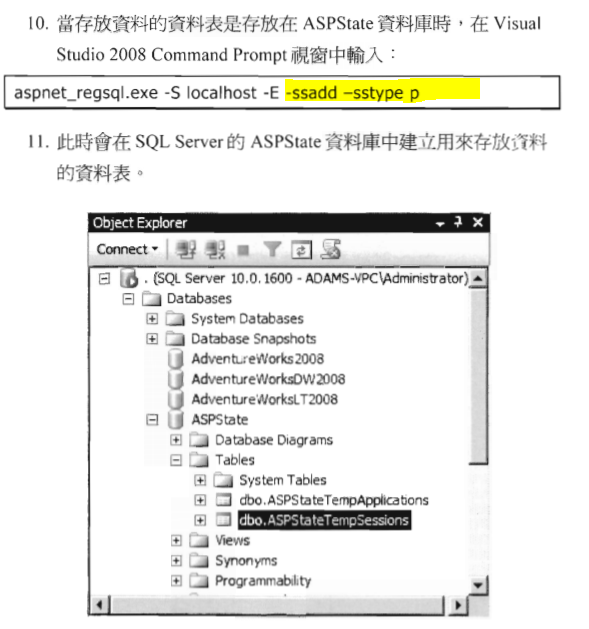 10. 當存放資料的資料表是存放在 ASPState 資料庫時,在 Visual
Studio 2008 Command Prompt 視窗中輸入:
aspnet_regsql.exe -S localhost -E -ssadd –sstype p
11. 此時會在 SQL Server 的 ASPState 資料庫中建立用來存放資料
的資料表。
Object Explorer
Connect
. (SQL Server 10.0.1600 - ADAMS-VPC\Administrator)
Databases
System Databases
Database Snapshots
AdventureWorks2008
AdventureWorksDW2008
AdventureWorksLT2008
ASPState
Database Diagrams
Tables
System Tables
dbo.ASPStateTempApplications
dbo.ASPStateTempSessions
Views
Synonyms
Programmability